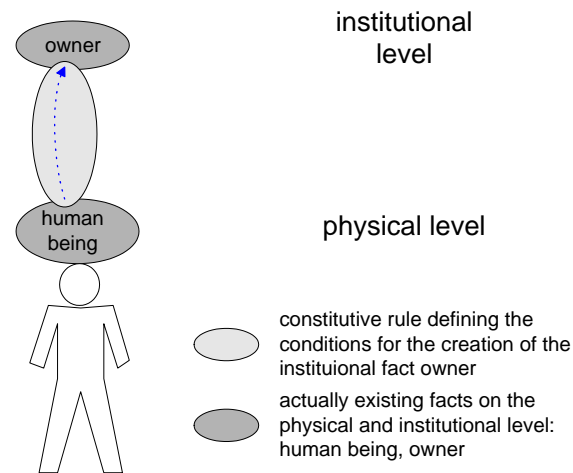 owner
institutional
level
human
being
physical level
constitutive rule defining the
conditions for the creation of the
instituional fact owner
actually existing facts on the
physical and institutional level:
human being, owner